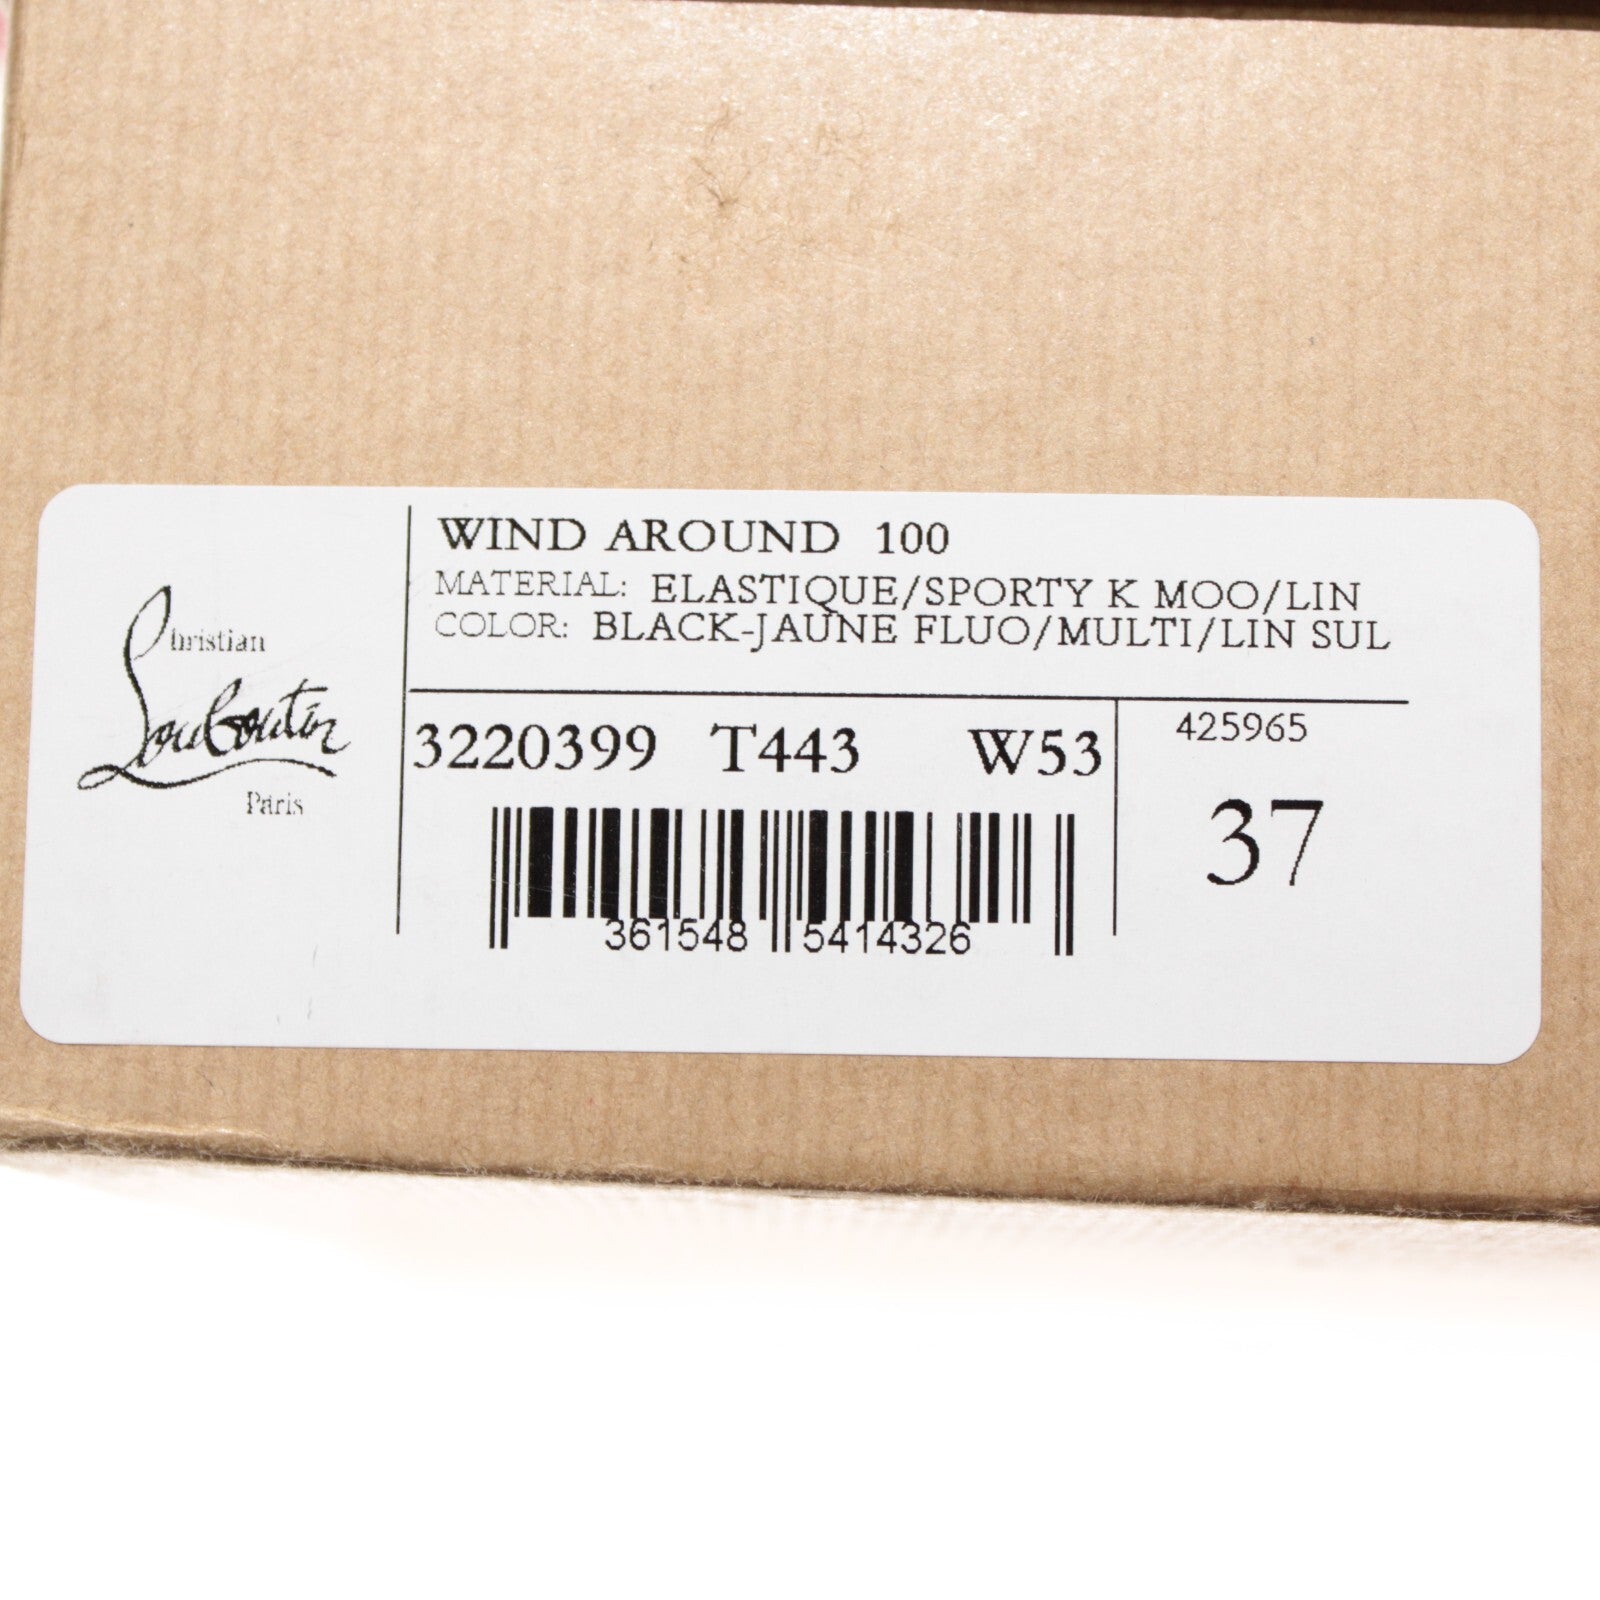 Christian
Louboutin
Paris
WIND AROUND 100
MATERIAL: ELASTIQUE/SPORTY K MOO/LIN
COLOR: BLACK-JAUNE FLUO/MULTI/LIN SUL
3220399 T443 W53
425965
37
361548 5414326